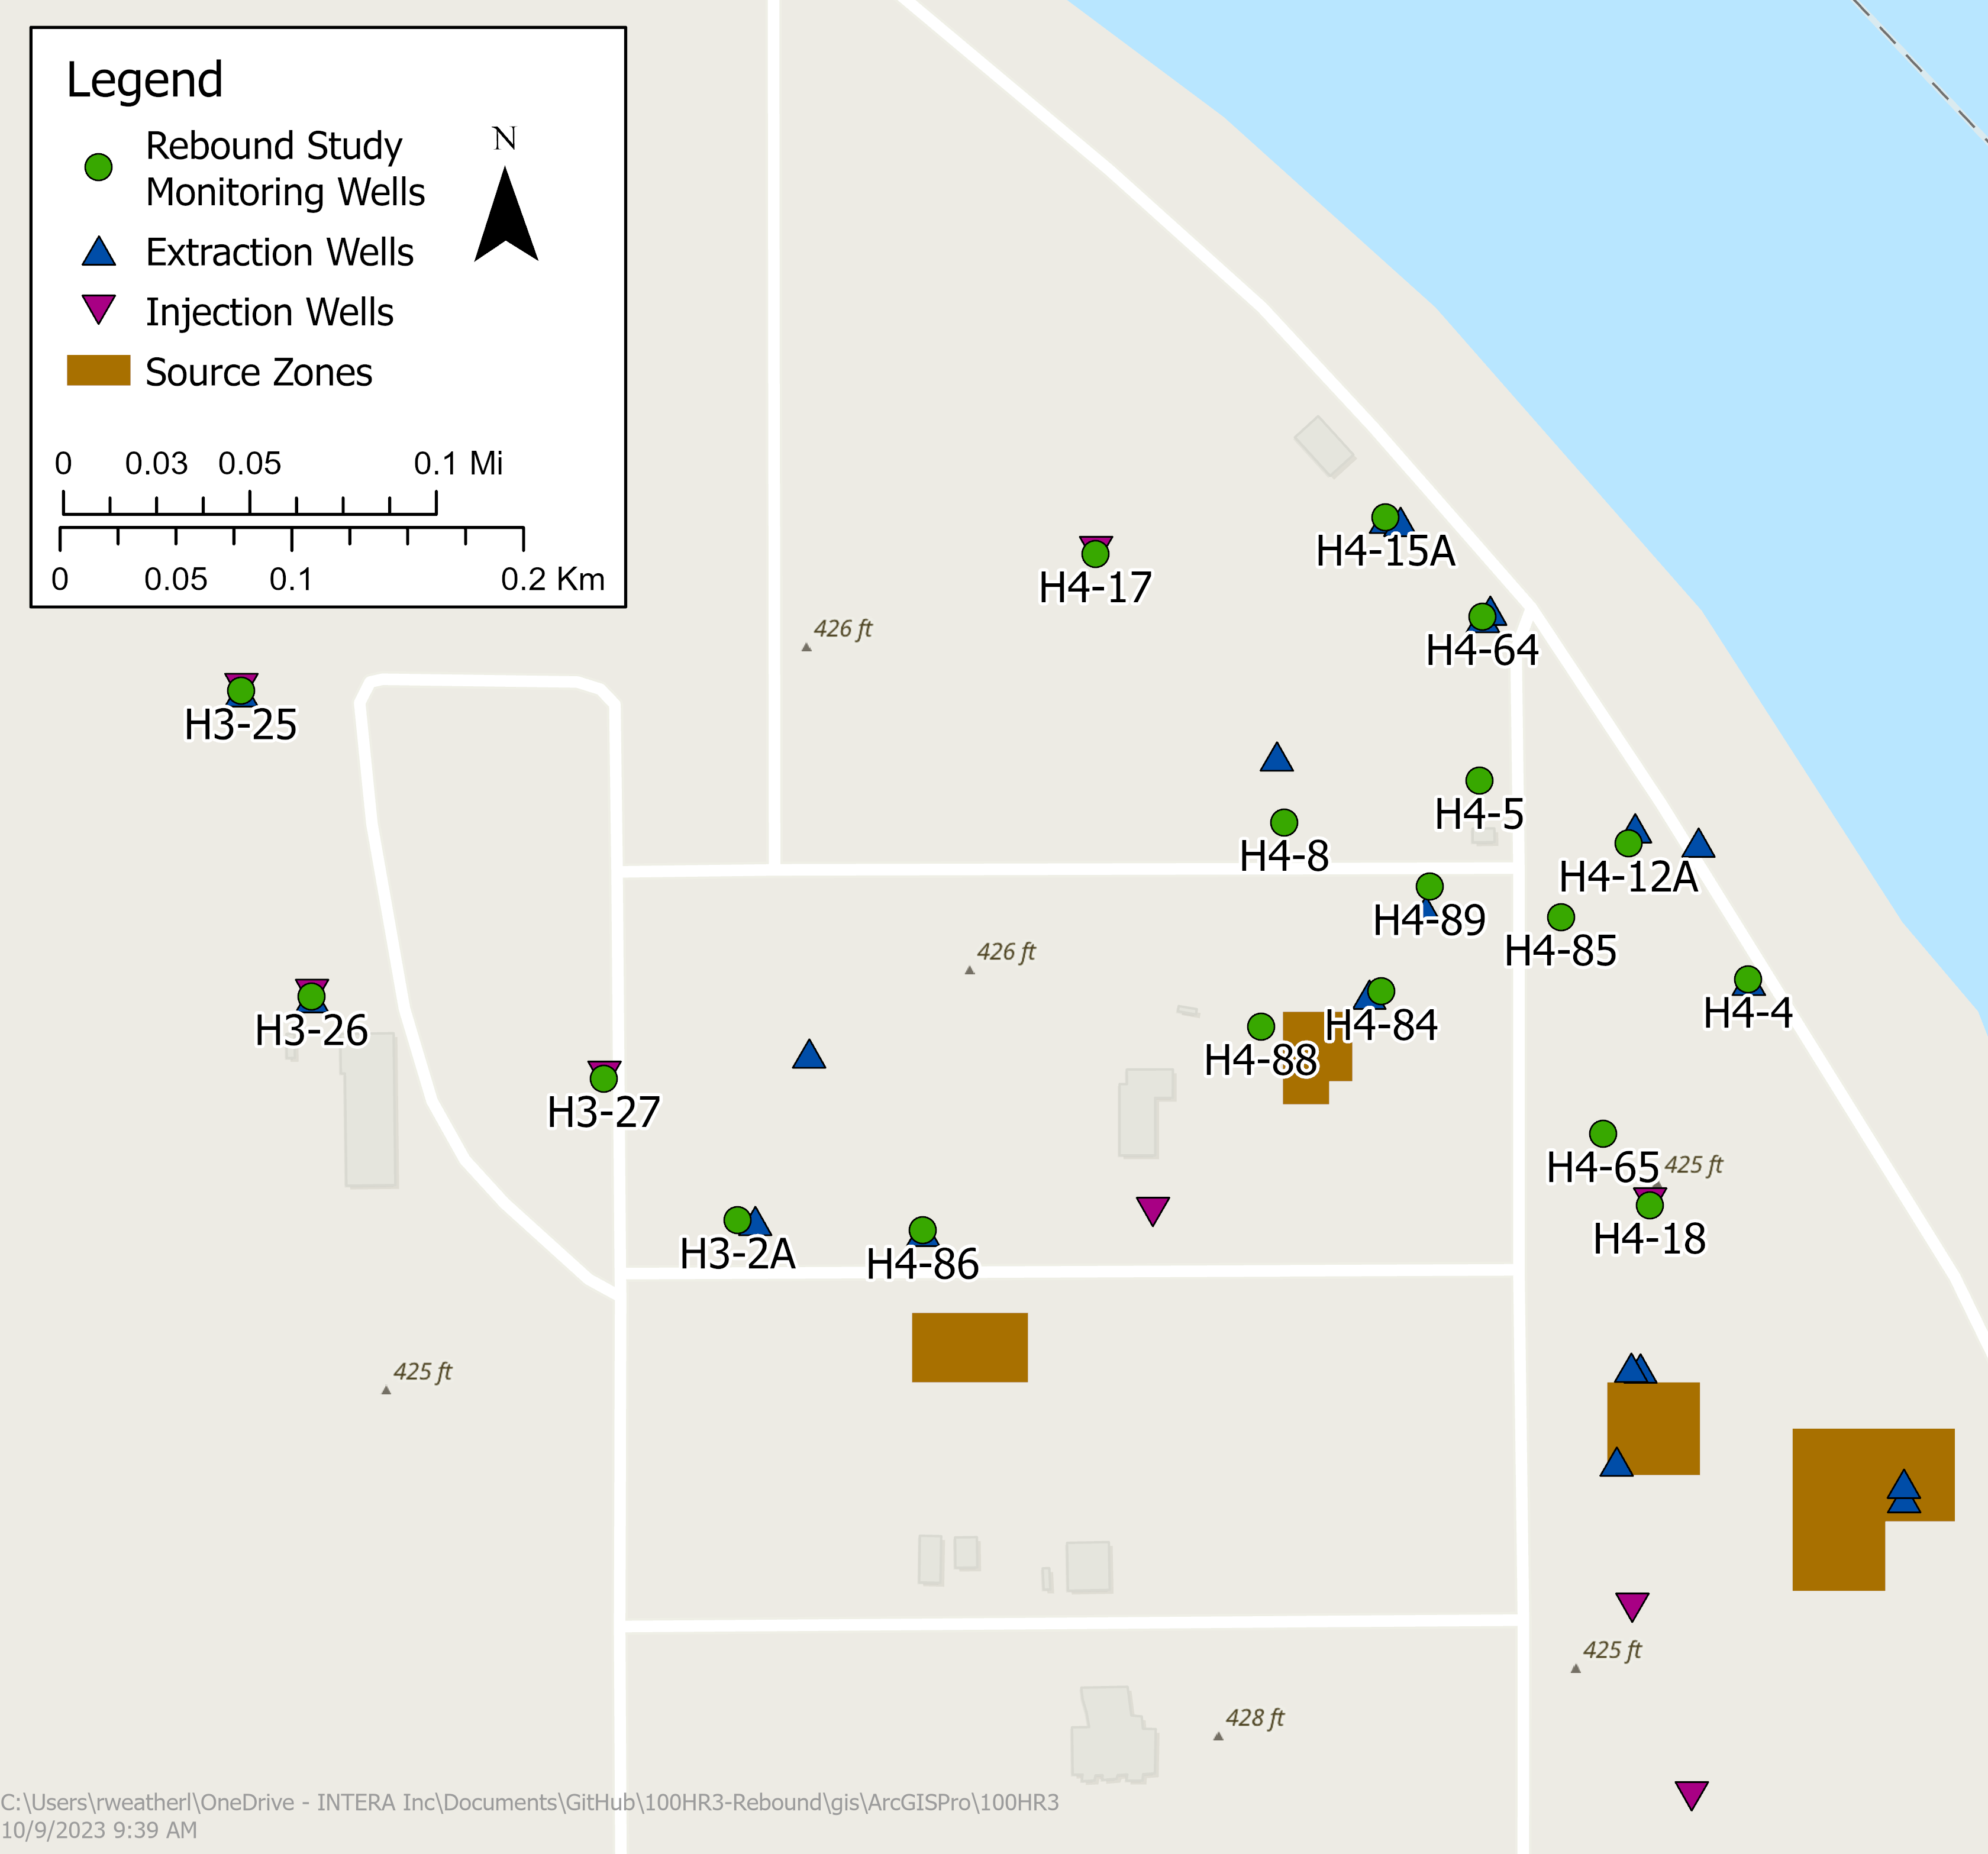 Legend
N
Rebound Study
Monitoring Wells
Extraction Wells
Injection Wells
Source Zones
0 0.03 0.05 0.1 Mi
0 0.05 0.1 0.2 Km
H4-15A
H4-17
426 ft
H4-64
H3-25
H4-5
H4-8
H4-12A
H4-89
H4-85
426 ft
H4-4
H4-84
H3-26
H4-88
H3-27
H4-65
425 ft
H4-18
H3-2A
H4-86
425 ft
425 ft
428 ft
C:\Users\rweatherl\OneDrive - INTERA Inc\Documents\GitHub\100HR3-Rebound\gis\ArcGISPro\100HR3
10/9/2023 9:39 AM